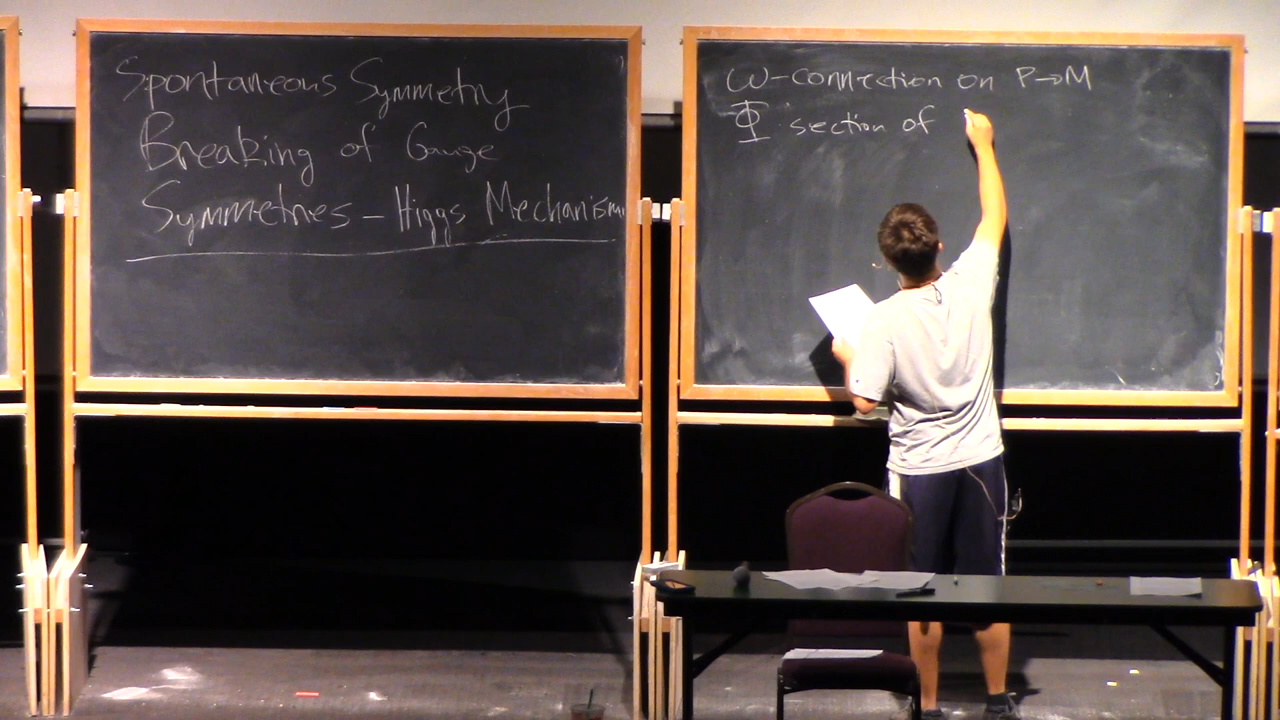 Spontaneous Symmetry
Breaking of Gauge
Symmetries - Higgs Mechanism
ω-connection on P→M
Φ section of